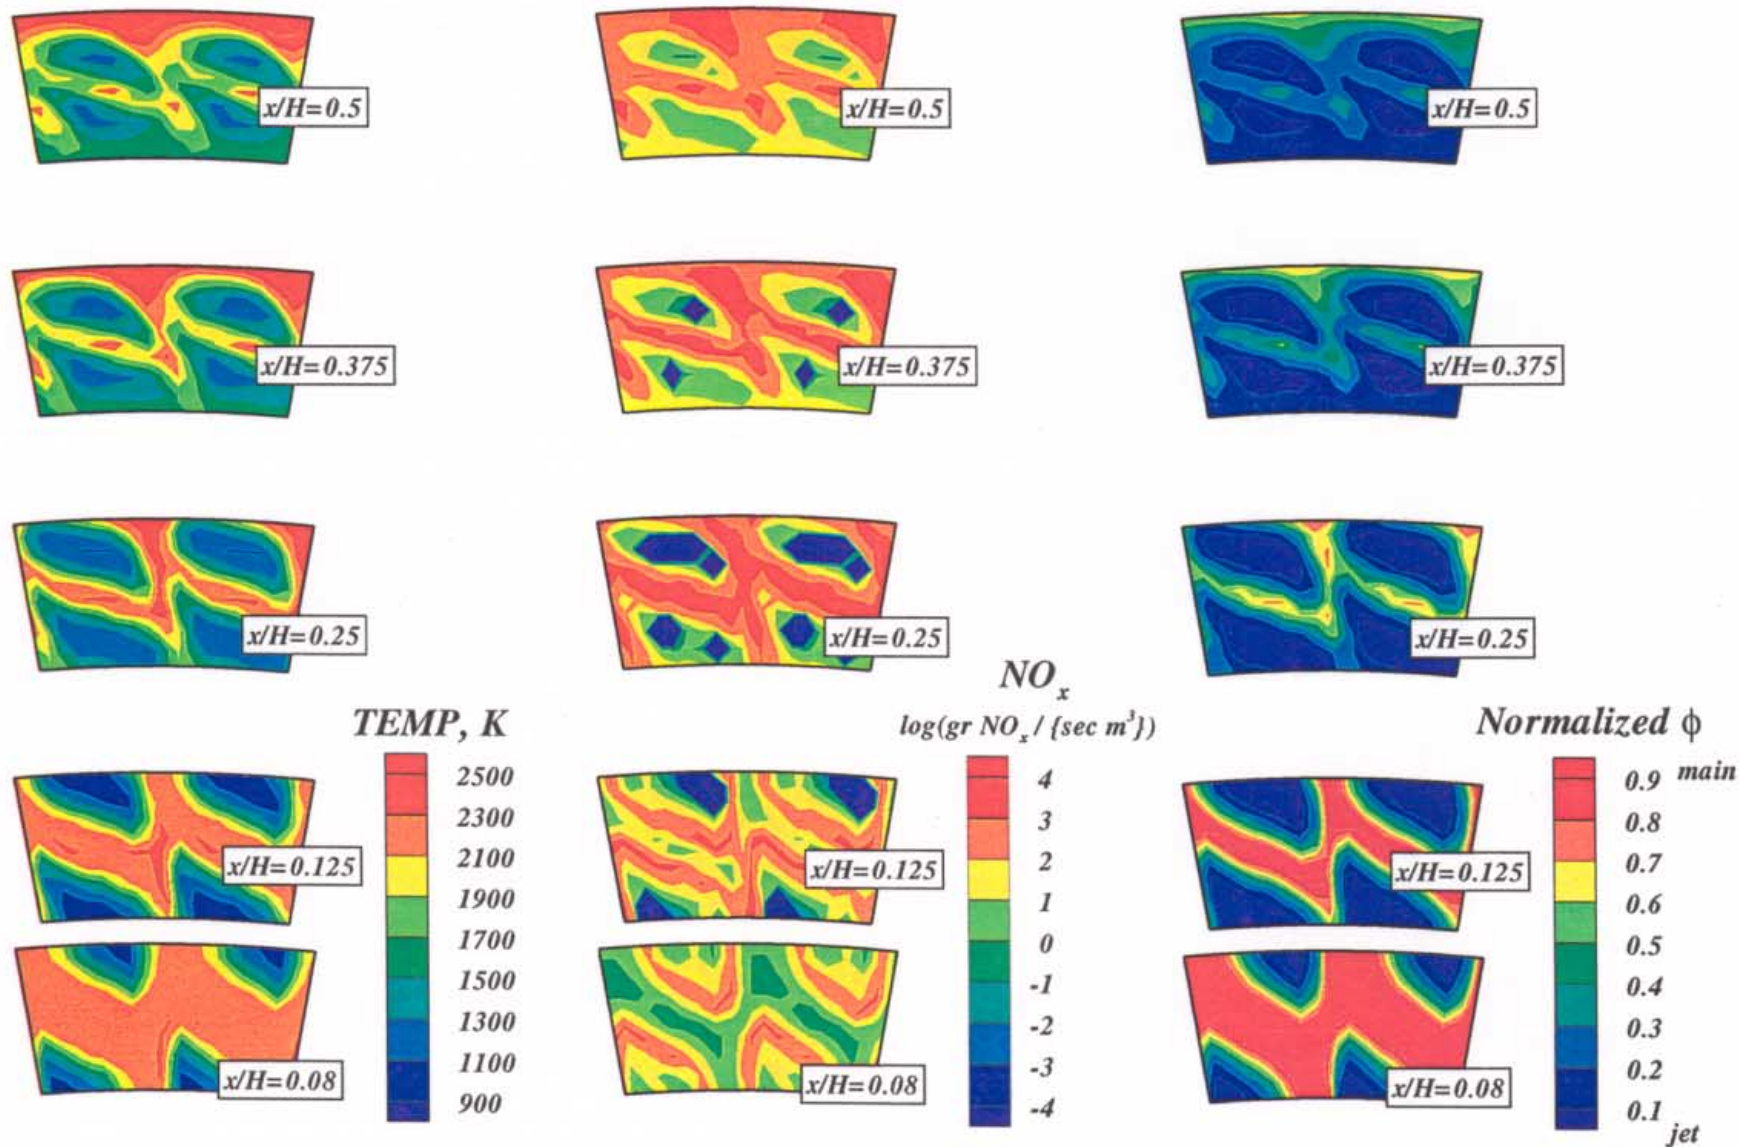 x/H=0.5
x/H=0.5
x/H=0.5
x/H=0.375
x/H=0.375
x/H=0.375
x/H=0.25
x/H=0.25
x/H=0.25
TEMP, K
2500
2300
2100
1900
1700
1500
1300
1100
900
x/H=0.125
x/H=0.08
NOx
log(gr NOx / {sec m³})
4
3
2
1
0
-1
-2
-3
-4
x/H=0.125
x/H=0.08
Normalized ϕ
0.9 main
0.8
0.7
0.6
0.5
0.4
0.3
0.2
0.1
jet
x/H=0.125
x/H=0.08